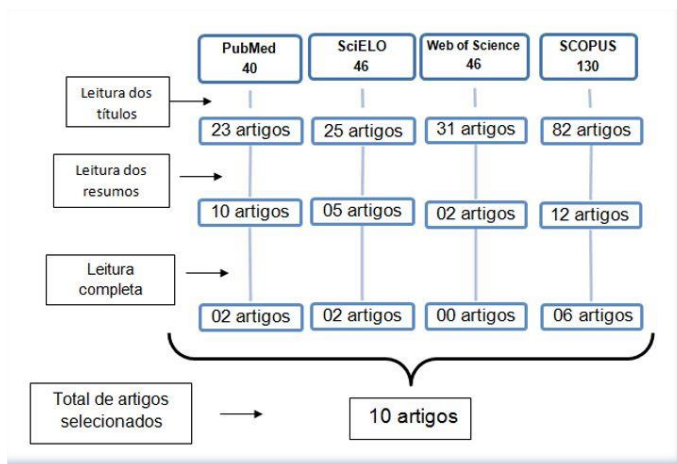 PubMed
40
SciELO
46
Web of Science
46
SCOPUS
130
Leitura dos
títulos
23 artigos
25 artigos
31 artigos
82 artigos
Leitura dos
resumos
10 artigos
05 artigos
02 artigos
12 artigos
Leitura
completa
02 artigos
02 artigos
00 artigos
06 artigos
Total de artigos
selecionados
10 artigos